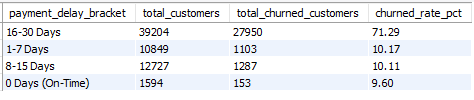 payment_delay_bracket total_customers total_churned_customers churned_rate_pct
16-30 Days 39204 27950 71.29
1-7 Days 10849 1103 10.17
8-15 Days 12727 1287 10.11
0 Days (On-Time) 1594 153 9.60